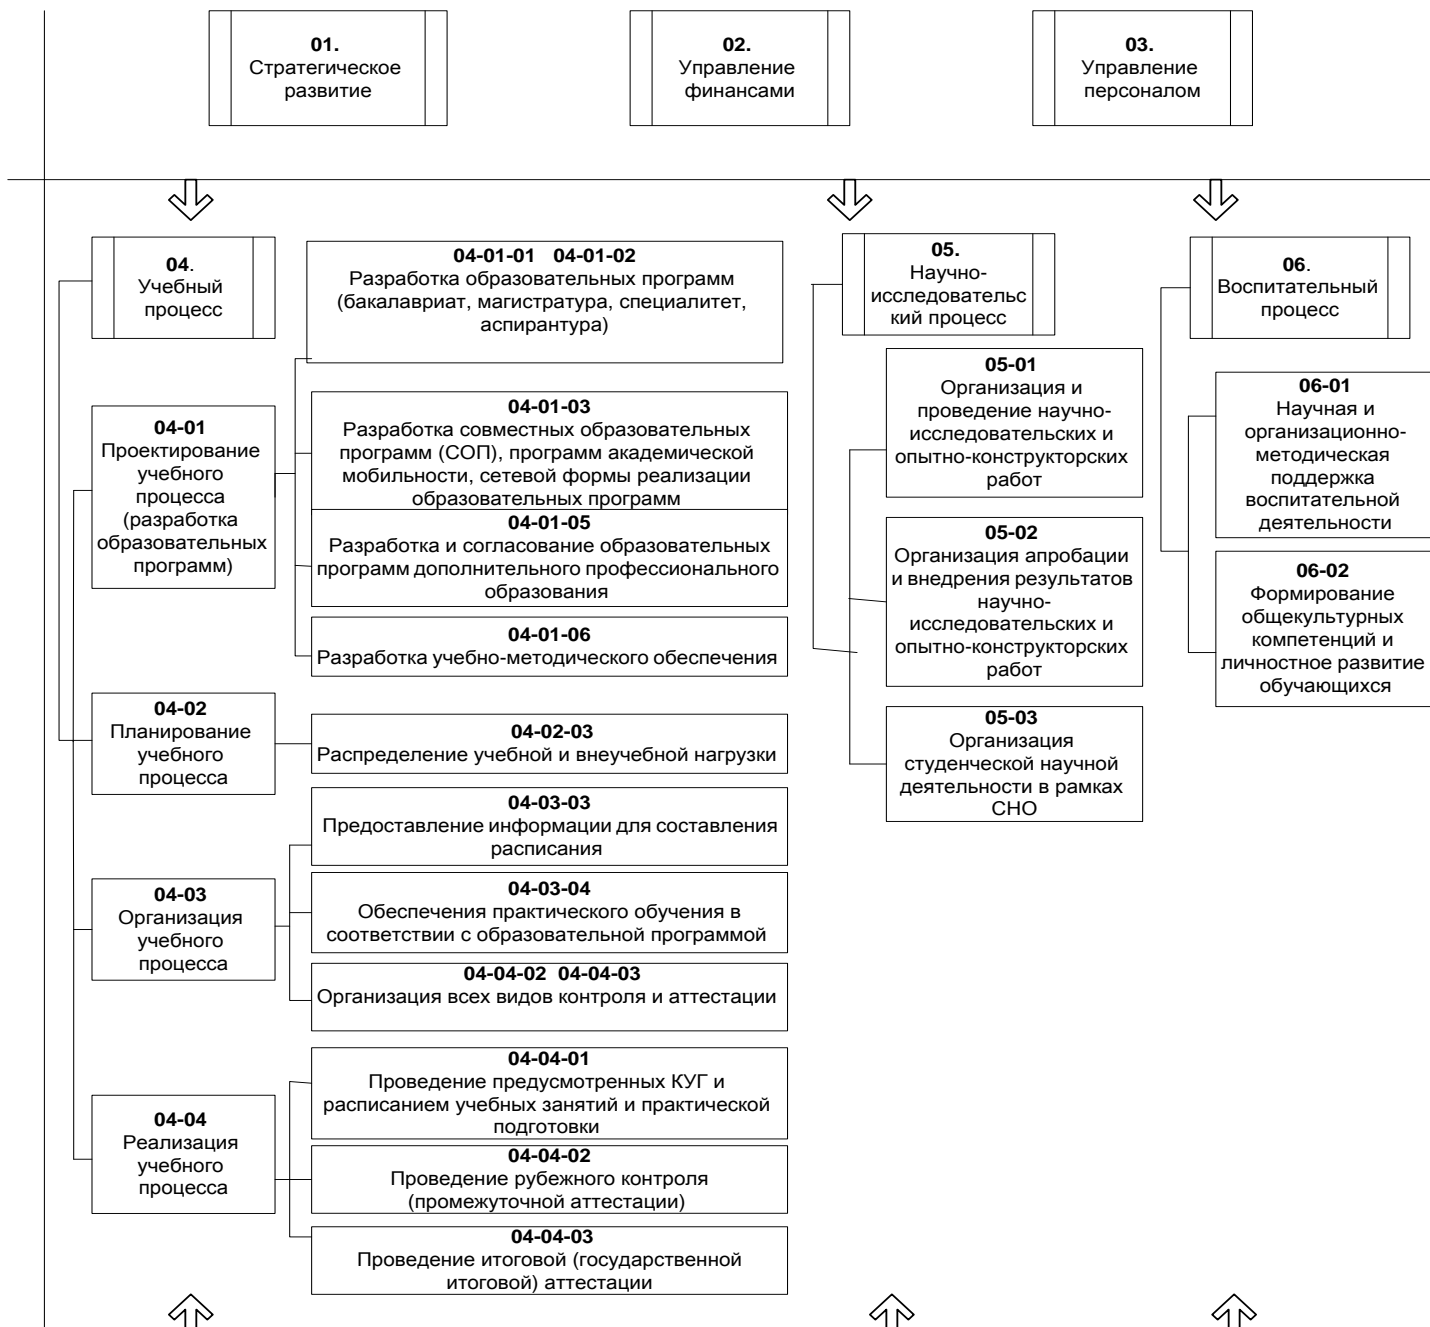 01.
Стратегическое
развитие
02.
Управление
финансами
03.
Управление
персоналом
04.
Учебный
процесс
04-01-01 04-01-02
Разработка образовательных программ
(бакалавриат, магистратура, специалитет,
аспирантура)
04-01
Проектирование
учебного
процесса
(разработка
образовательных
программ)
04-01-03
Разработка совместных образовательных
программ (СОП), программ академической
мобильности, сетевой формы реализации
образовательных программ
04-01-05
Разработка и согласование образовательных
программ дополнительного профессионального
образования
04-01-06
Разработка учебно-методического обеспечения
04-02
Планирование
учебного
процесса
04-02-03
Распределение учебной и внеучебной нагрузки
04-03
Организация
учебного
процесса
04-03-03
Предоставление информации для составления
расписания
04-03-04
Обеспечения практического обучения в
соответствии с образовательной программой
04-04-02 04-04-03
Организация всех видов контроля и аттестации
04-04
Реализация
учебного
процесса
04-04-01
Проведение предусмотренных КУГ и
расписанием учебных занятий и практической
подготовки
04-04-02
Проведение рубежного контроля
(промежуточной аттестации)
04-04-03
Проведение итоговой (государственной
итоговой) аттестации
05.
Научно-
исследовательс
кий процесс
05-01
Организация и
проведение научно-
исследовательских и
опытно-конструкторских
работ
05-02
Организация апробации
и внедрения результатов
научно-
исследовательских и
опытно-конструкторских
работ
05-03
Организация
студенческой научной
деятельности в рамках
СНО
06.
Воспитательный
процесс
06-01
Научная и
организационно-
методическая
поддержка
воспитательной
деятельности
06-02
Формирование
общекультурных
компетенций и
личностное развитие
обучающихся